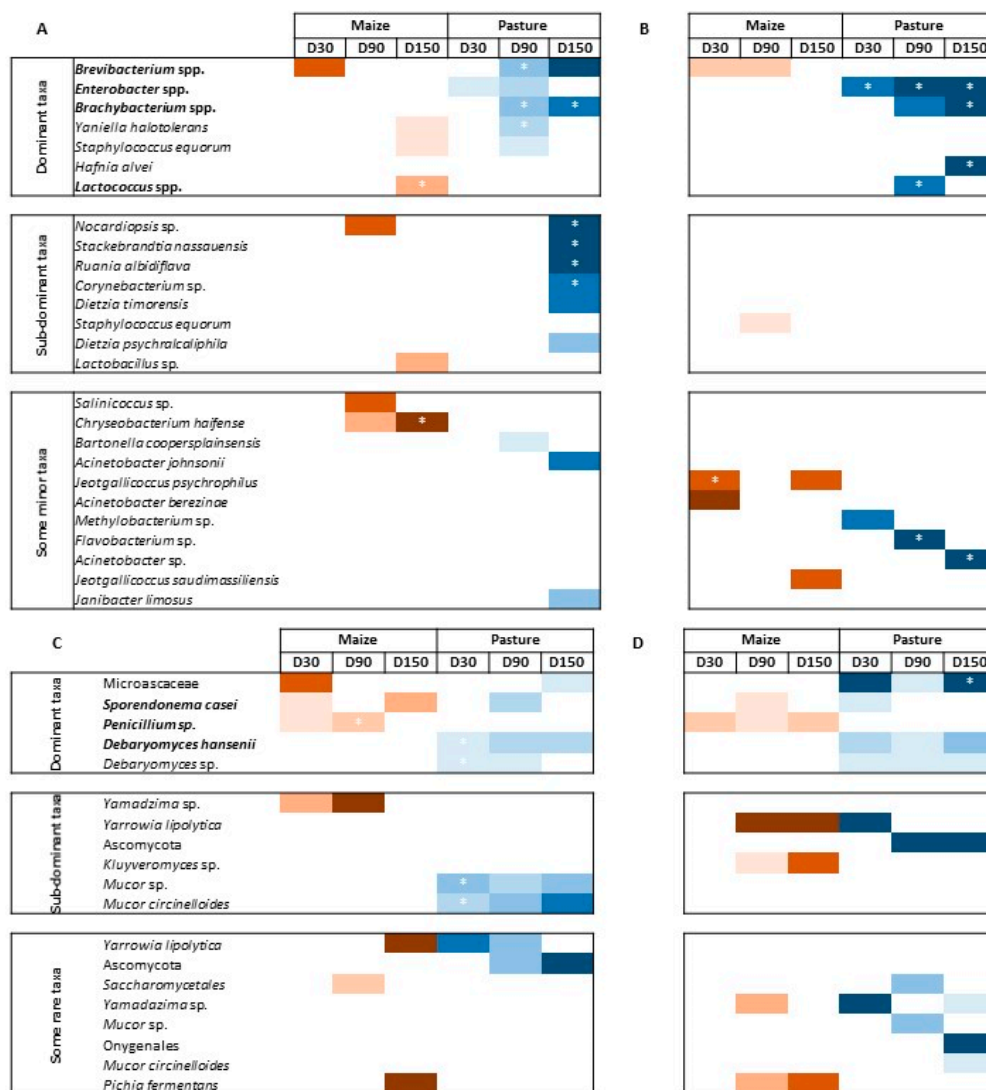 A Maize Pasture B Maize Pasture
D30 D90 D150 D30 D90 D150 D30 D90 D150 D30 D90 D150
Dominant taxa
Brevibacterium spp. *
Enterobacter spp. * * *
Brachybacterium spp. * * *
Yaniella halotolerans *
Staphylococcus equorum
Hafnia alvei *
Lactococcus spp. * *
Sub-dominant taxa
Nocardiopsis sp. *
Stackebrandtia nassauensis *
Ruania albidiflava *
Corynebacterium sp. *
Dietzia timorensis
Staphylococcus equorum
Dietzia psychralcaliphila
Lactobacillus sp.
Some minor taxa
Salinicoccus sp.
Chryseobacterium haifense *
Bartonella coopersplainsensis
Acinetobacter johnsonii
Jeotgallicoccus psychrophilus *
Acinetobacter berezinae
Methylobacterium sp.
Flavobacterium sp. *
Acinetobacter sp. *
Jeotgallicoccus saudimassiliensis
Janibacter limosus
C Maize Pasture D Maize Pasture
D30 D90 D150 D30 D90 D150 D30 D90 D150 D30 D90 D150
Dominant taxa
Microascaceae *
Sporendonema casei
Penicillium sp. *
Debaryomyces hansenii *
Debaryomyces sp. *
Sub-dominant taxa
Yamadzima sp.
Yarrowia lipolytica
Ascomycota
Kluyveromyces sp.
Mucor sp. *
Mucor circinelloides *
Some rare taxa
Yarrowia lipolytica
Ascomycota
Saccharomycetales
Yamadazima sp.
Mucor sp.
Onygenales
Mucor circinelloides
Pichia fermentans